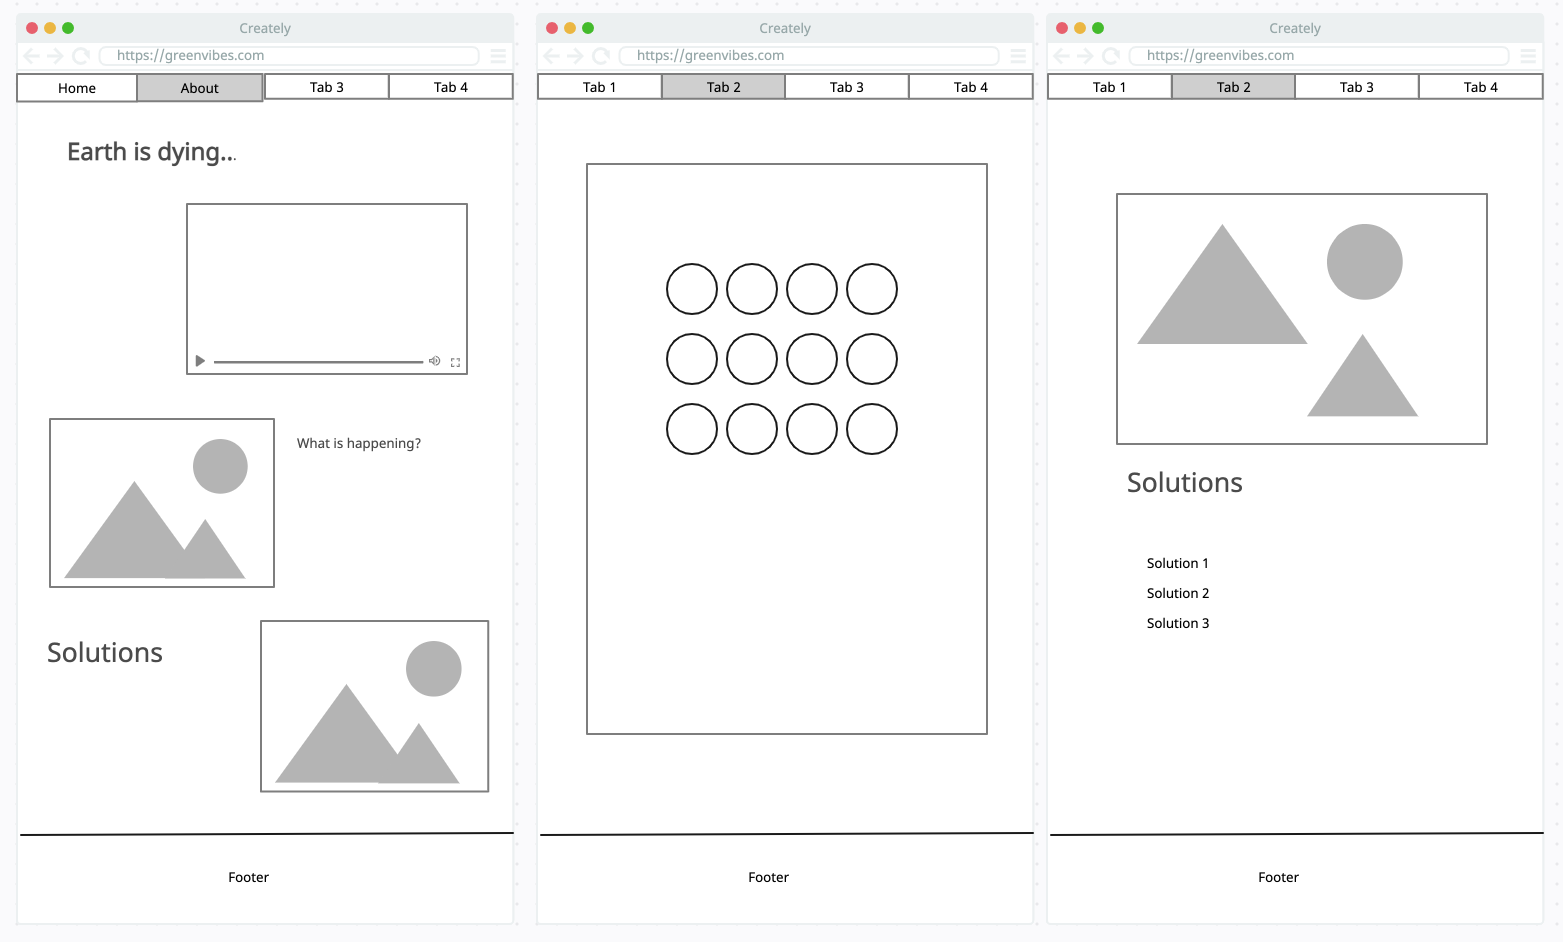 Creately
https://greenvibes.com
Home About Tab 3 Tab 4
Earth is dying...
What is happening?
Solutions
Footer
Creately
https://greenvibes.com
Tab 1 Tab 2 Tab 3 Tab 4
Footer
Creately
https://greenvibes.com
Tab 1 Tab 2 Tab 3 Tab 4
Solutions
Solution 1
Solution 2
Solution 3
Footer